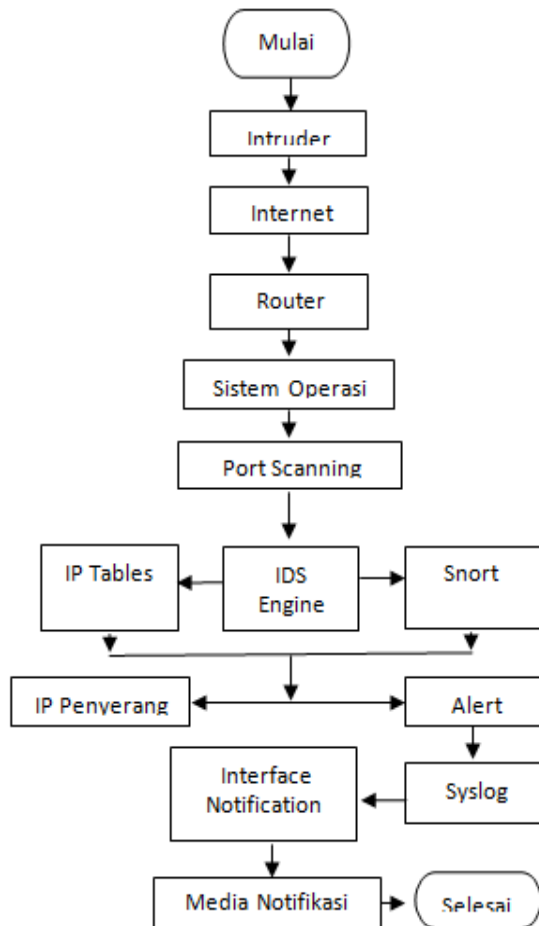 Mulai
Intruder
Internet
Router
Sistem Operasi
Port Scanning
IP Tables
IDS
Engine
Snort
IP Penyerang
Alert
Interface
Notification
Syslog
Media Notifikasi
Selesai